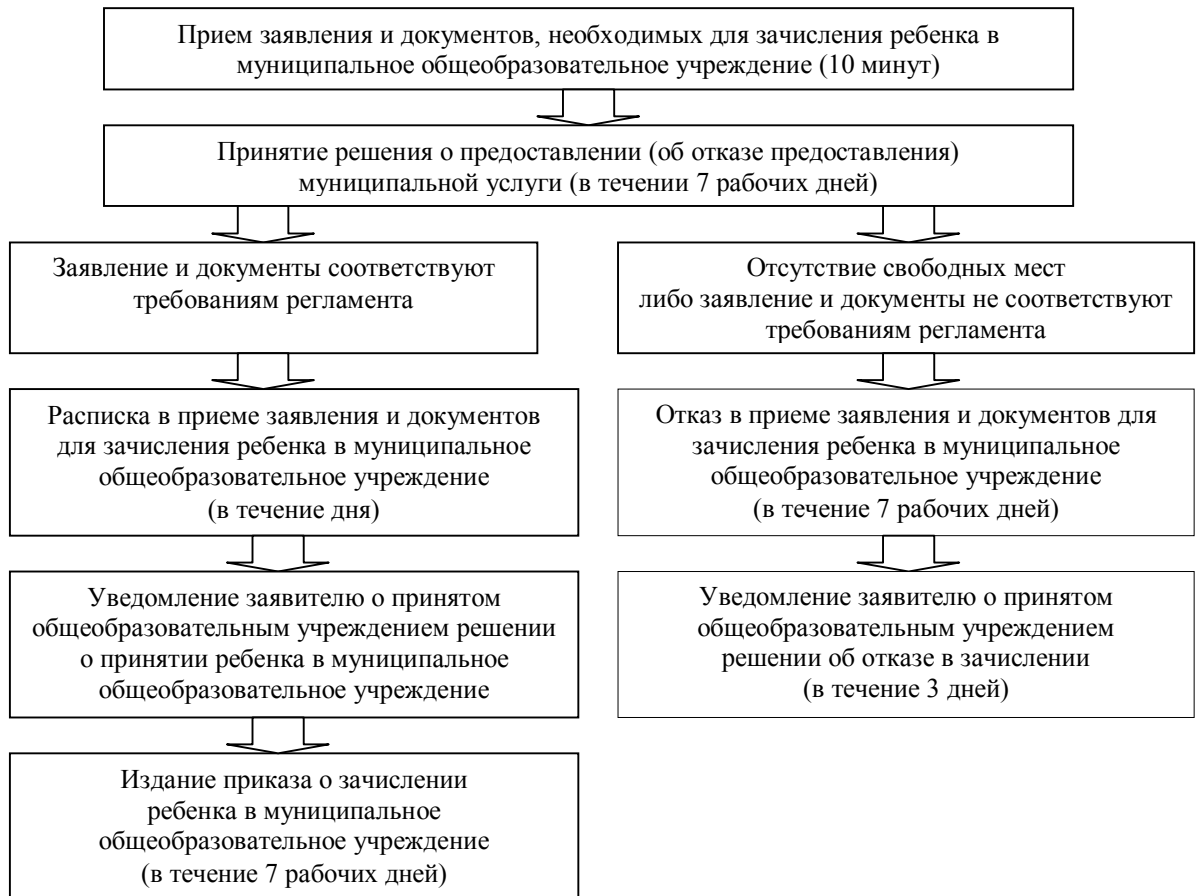 Прием заявления и документов, необходимых для зачисления ребенка в
муниципальное общеобразовательное учреждение (10 минут)
Принятие решения о предоставлении (об отказе предоставления)
муниципальной услуги (в течении 7 рабочих дней)
Заявление и документы соответствуют
требованиям регламента
Отсутствие свободных мест
либо заявление и документы не соответствуют
требованиям регламента
Расписка в приеме заявления и документов
для зачисления ребенка в муниципальное
общеобразовательное учреждение
(в течение дня)
Отказ в приеме заявления и документов для
зачисления ребенка в муниципальное
общеобразовательное учреждение
(в течение 7 рабочих дней)
Уведомление заявителю о принятом
общеобразовательным учреждением решении
о принятии ребенка в муниципальное
общеобразовательное учреждение
Уведомление заявителю о принятом
общеобразовательным учреждением
решении об отказе в зачислении
(в течение 3 дней)
Издание приказа о зачислении
ребенка в муниципальное
общеобразовательное учреждение
(в течение 7 рабочих дней)